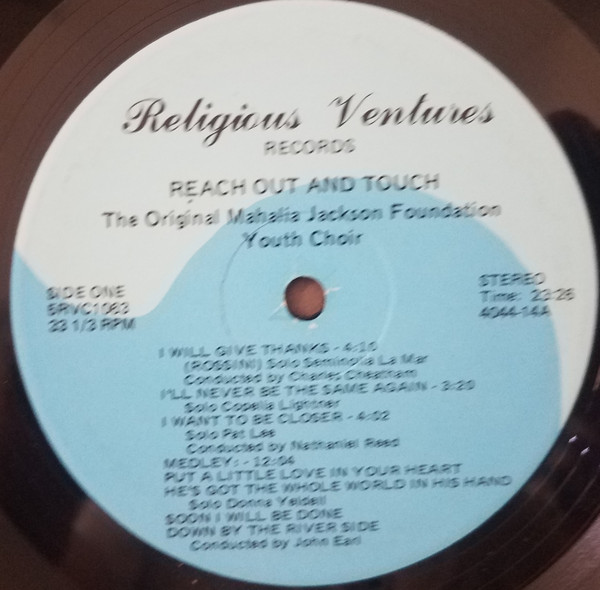 Religious Ventures
RECORDS
REACH OUT AND TOUCH
The Original Mahalia Jackson Foundation
Youth Choir
SIDE ONE
5RVC1063
33 1/3 RPM
STEREO
Time: 23:26
4044-14A
I WILL GIVE THANKS - 4:10
(ROSSINI) Solo Seminotia La Mar
Conducted by Charles Cheatham
I'LL NEVER BE THE SAME AGAIN - 3:20
Solo Copelia Lightner
I WANT TO BE CLOSER - 4:02
Solo Pat Lee
Conducted by Nathaniel Reed
MEDLEY: - 12:04
PUT A LITTLE LOVE IN YOUR HEART
HE'S GOT THE WHOLE WORLD IN HIS HAND
Solo Donna Yeldell
SOON I WILL BE DONE
DOWN BY THE RIVER SIDE
Conducted by John Earl